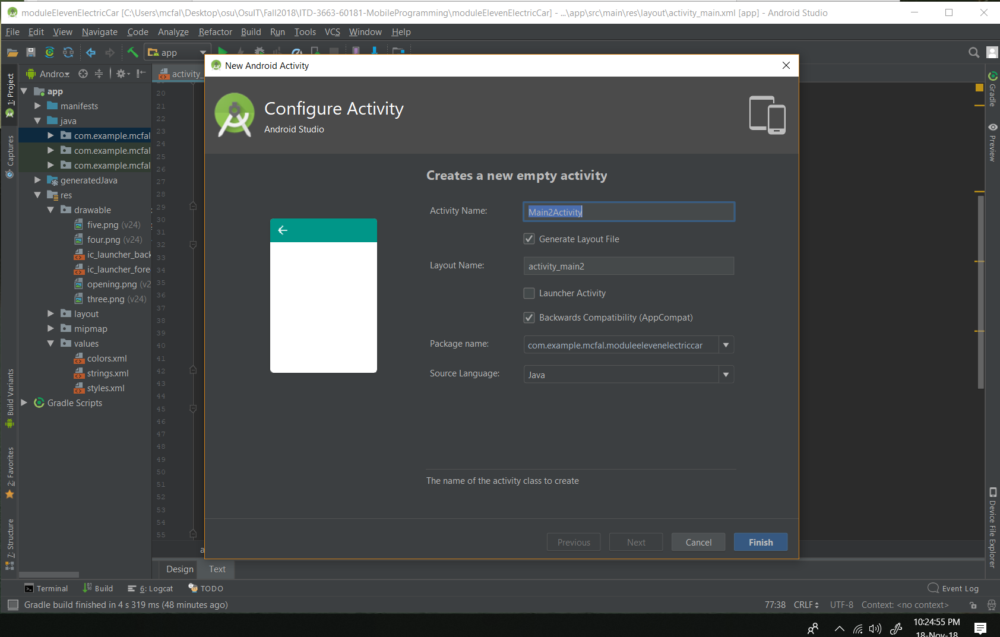 moduleElevenElectricCar [C:\Users\mcfal\Desktop\osu\OsuIT\Fall2018\ITD-3663-60181-MobileProgramming\moduleElevenElectricCar] - ...\app\src\main\res\layout\activity_main.xml [app] - Android Studio
File Edit View Navigate Code Analyze Refactor Build Run Tools VCS Window Help
app
Andro..
activity_
New Android Activity
Configure Activity
Android Studio
1: Project
Captures
Build Variants
2: Favorites
7: Structure
app
manifests
java
com.example.mcfal
com.example.mcfal
com.example.mcfal
generatedJava
res
drawable
five.png (v24)
four.png (v24)
ic_launcher_back
ic_launcher_fore
opening.png (v2
three.png (v24)
layout
mipmap
values
colors.xml
strings.xml
styles.xml
Gradle Scripts
20
21
22
23
24
25
26
27
28
29
30
31
32
33
34
35
36
37
38
39
40
41
42
43
44
45
46
47
48
49
50
51
52
53
54
55
Creates a new empty activity
Activity Name: Main2Activity
Generate Layout File
Layout Name: activity_main2
Launcher Activity
Backwards Compatibility (AppCompat)
Package name: com.example.mcfal.moduleelevenelectriccar
Source Language: Java
The name of the activity class to create
Previous Next Cancel Finish
Gradle
Preview
Device File Explorer
a
Design Text
Terminal Build 6: Logcat TODO Event Log
Gradle build finished in 4 s 319 ms (48 minutes ago) 77:38 CRLF UTF-8 Context: <no context>
10:24:55 PM
18-Nov-18